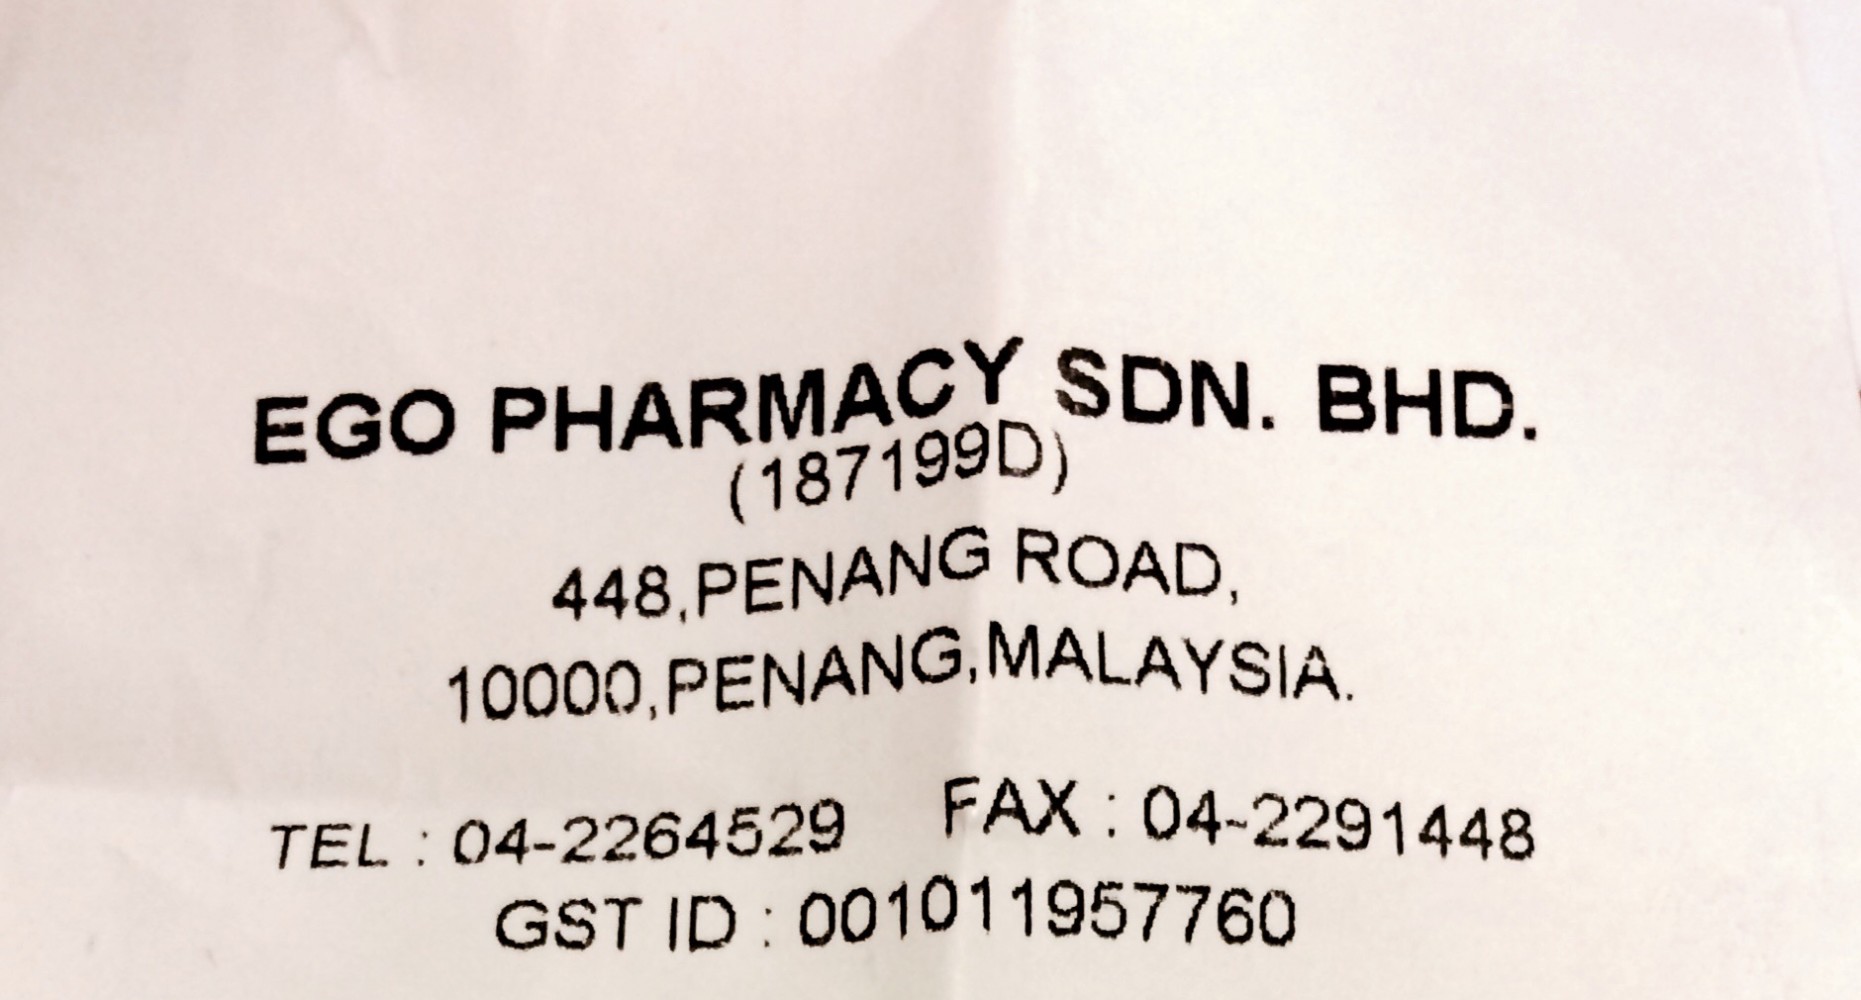 EGO PHARMACY SDN. BHD.
(187199D)
448,PENANG ROAD,
10000,PENANG,MALAYSIA.
TEL : 04-2264529 FAX : 04-2291448
GST ID : 001011957760